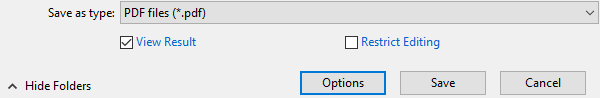 Save as type: PDF files (*.pdf)
View Result Restrict Editing
Hide Folders Options Save Cancel